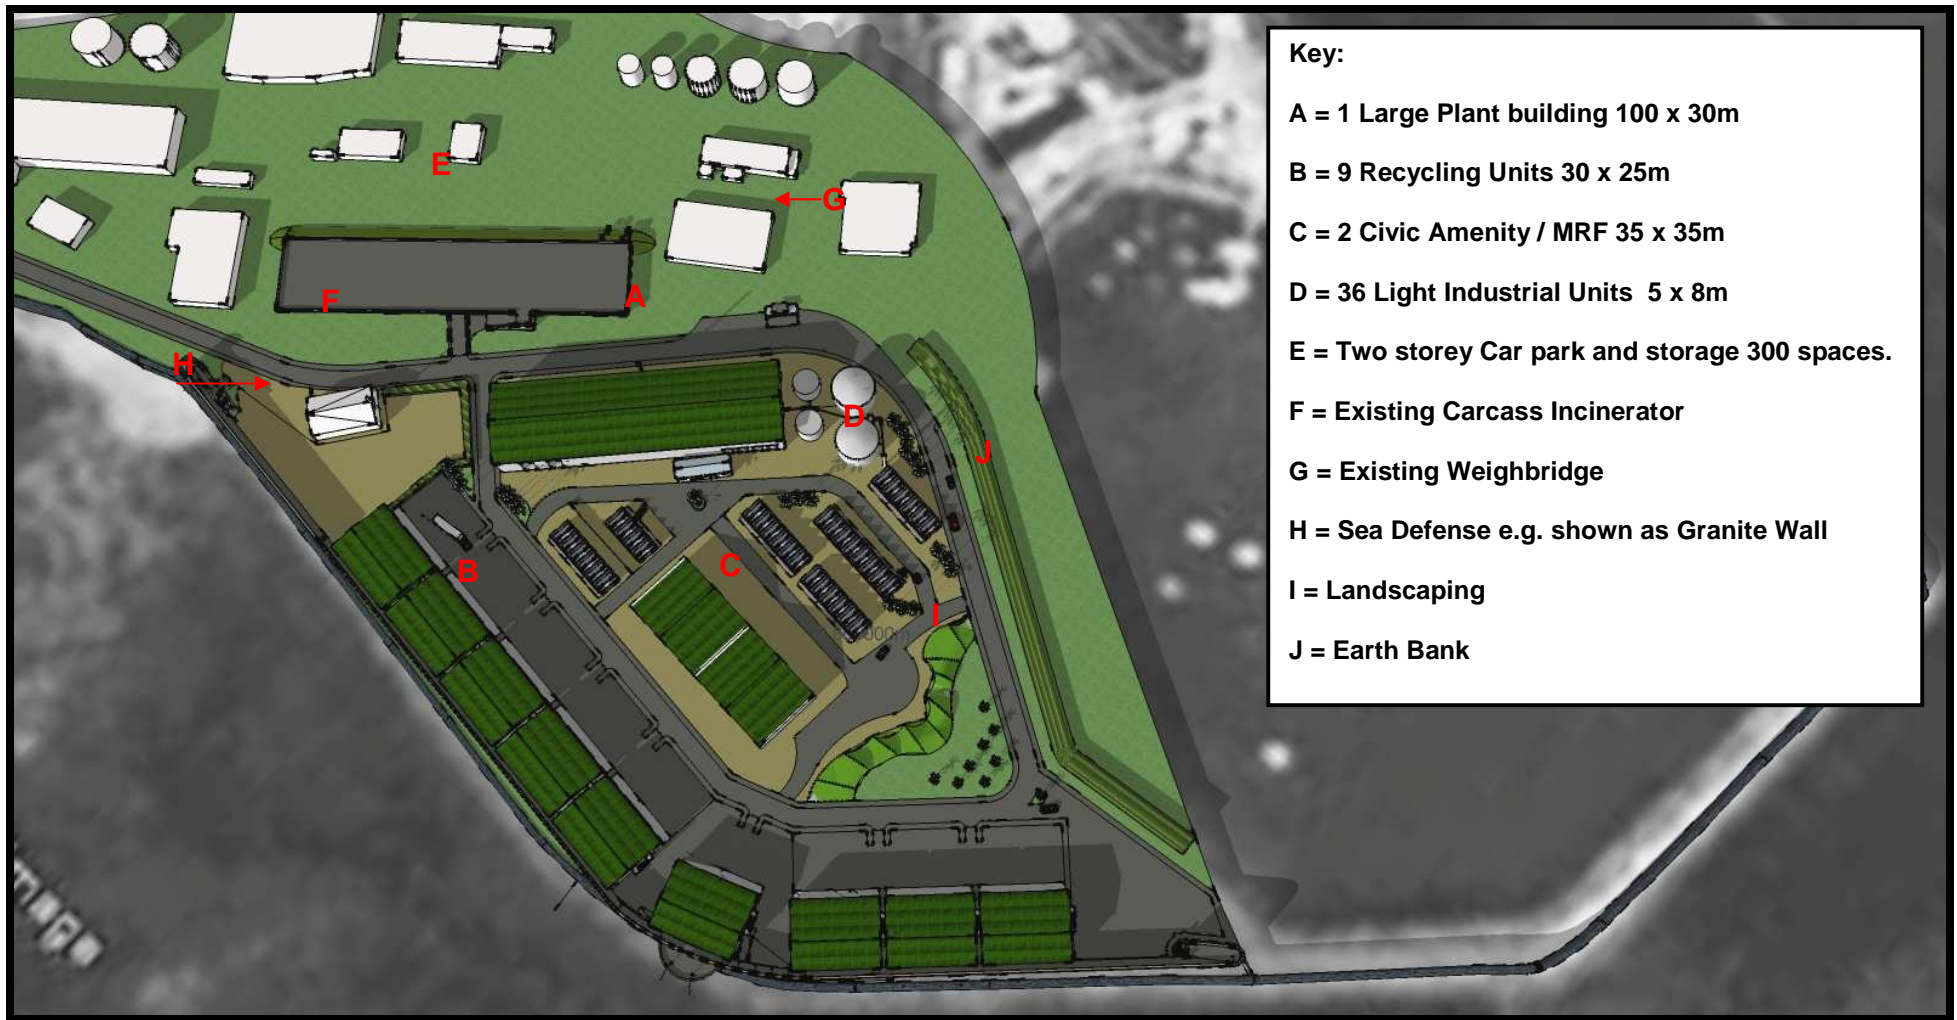 Key:
A = 1 Large Plant building 100 x 30m
B = 9 Recycling Units 30 x 25m
C = 2 Civic Amenity / MRF 35 x 35m
D = 36 Light Industrial Units  5 x 8m
E = Two storey Car park and storage 300 spaces.
F = Existing Carcass Incinerator
G = Existing Weighbridge
H = Sea Defense e.g. shown as Granite Wall
I = Landscaping
J = Earth Bank
E
G
F
A
H
D
J
B
C
I